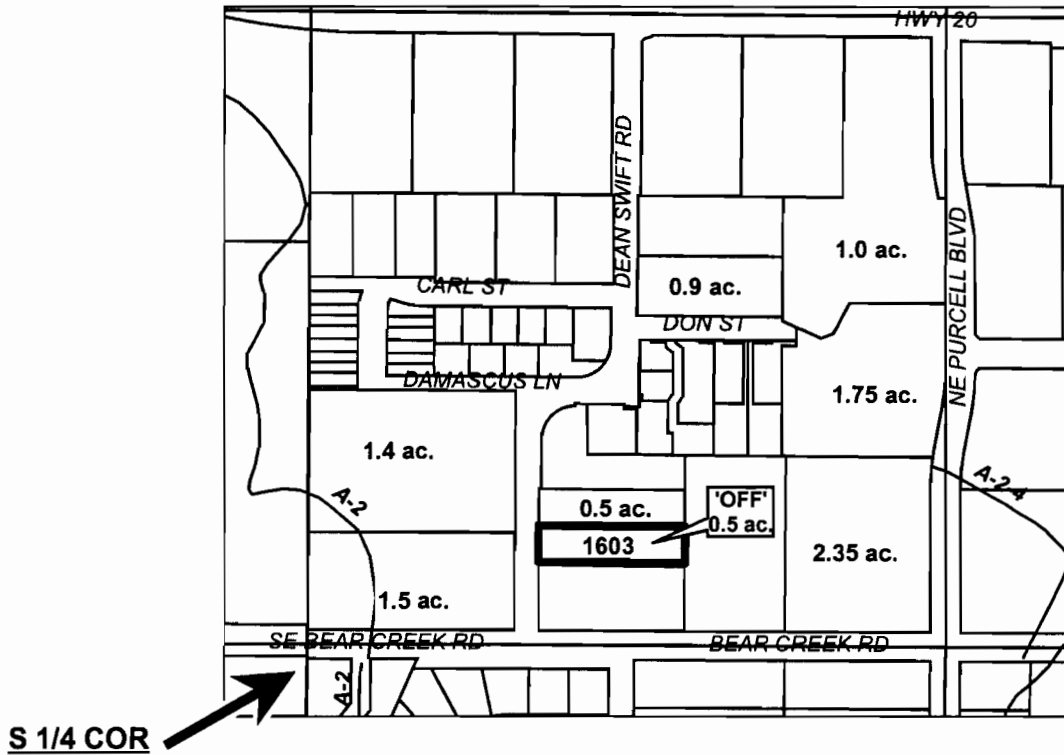 HWY 20
DEAN SWIFT RD
NE PURCELL BLVD
1.0 ac.
CARL ST
0.9 ac.
DON ST
DAMASCUS LN
1.75 ac.
1.4 ac.
A-2
A-2-4
0.5 ac.
'OFF'
0.5 ac.
1603
2.35 ac.
1.5 ac.
SE BEAR CREEK RD
BEAR CREEK RD
A-2
S 1/4 COR